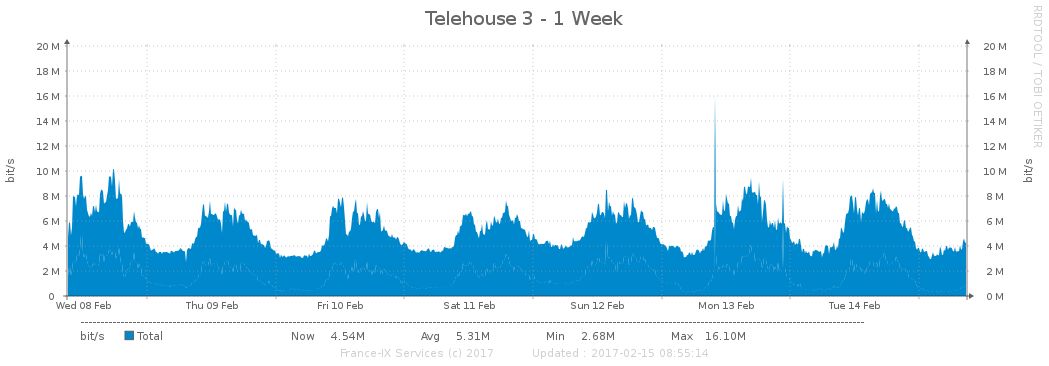 Telehouse 3 - 1 Week
RRDTOOL / TOBI OETIKER
bit/s
bit/s
20 M 20 M
18 M 18 M
16 M 16 M
14 M 14 M
12 M 12 M
10 M 10 M
8 M 8 M
6 M 6 M
4 M 4 M
2 M 2 M
0 0 M
Wed 08 Feb Thu 09 Feb Fri 10 Feb Sat 11 Feb Sun 12 Feb Mon 13 Feb Tue 14 Feb
bit/s Total Now 4.54M Avg 5.31M Min 2.68M Max 16.10M
France-IX Services (c) 2017 Updated : 2017-02-15 08:55:14